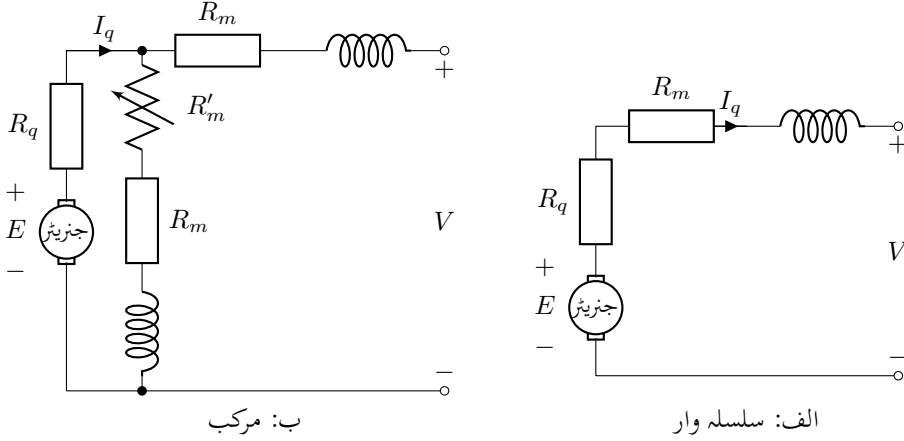 R_m
I_q
R'_m
R_q
+
E
−
جنریٹر
R_m
V
+
−
ب: مرکب
R_m
I_q
R_q
+
E
−
جنریٹر
V
+
−
الف: سلسلہ وار